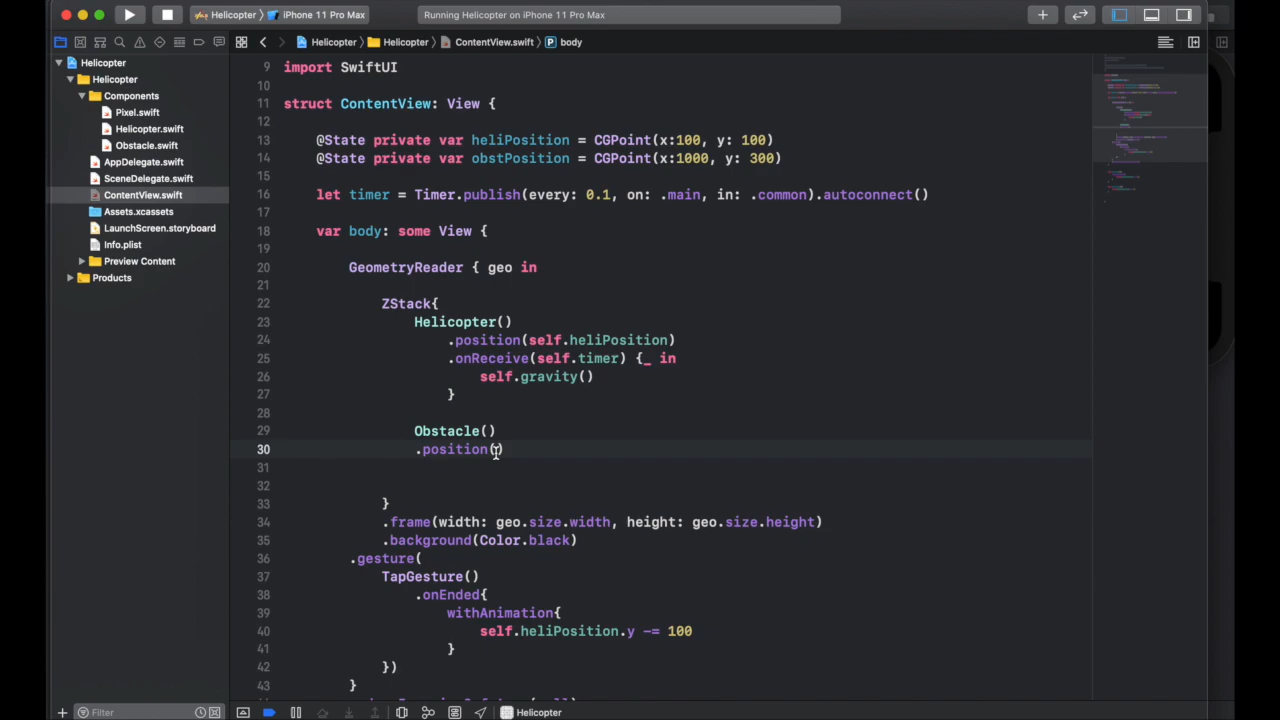 Helicopter 〉 iPhone 11 Pro Max
Running Helicopter on iPhone 11 Pro Max
Helicopter 〉 Helicopter 〉 ContentView.swift 〉 P body
Helicopter
Helicopter
Components
Pixel.swift
Helicopter.swift
Obstacle.swift
AppDelegate.swift
SceneDelegate.swift
ContentView.swift
Assets.xcassets
LaunchScreen.storyboard
Info.plist
Preview Content
Products
9 import SwiftUI
10
11 struct ContentView: View {
12
13 @State private var heliPosition = CGPoint(x:100, y: 100)
14 @State private var obstPosition = CGPoint(x:1000, y: 300)
15
16 let timer = Timer.publish(every: 0.1, on: .main, in: .common).autoconnect()
17
18 var body: some View {
19
20 GeometryReader { geo in
21
22 ZStack{
23 Helicopter()
24 .position(self.heliPosition)
25 .onReceive(self.timer) {_ in
26 self.gravity()
27 }
28
29 Obstacle()
30 .position()
31
32
33 }
34 .frame(width: geo.size.width, height: geo.size.height)
35 .background(Color.black)
36 .gesture(
37 TapGesture()
38 .onEnded{
39 withAnimation{
40 self.heliPosition.y -= 100
41 }
42 })
43 }
Filter
Helicopter